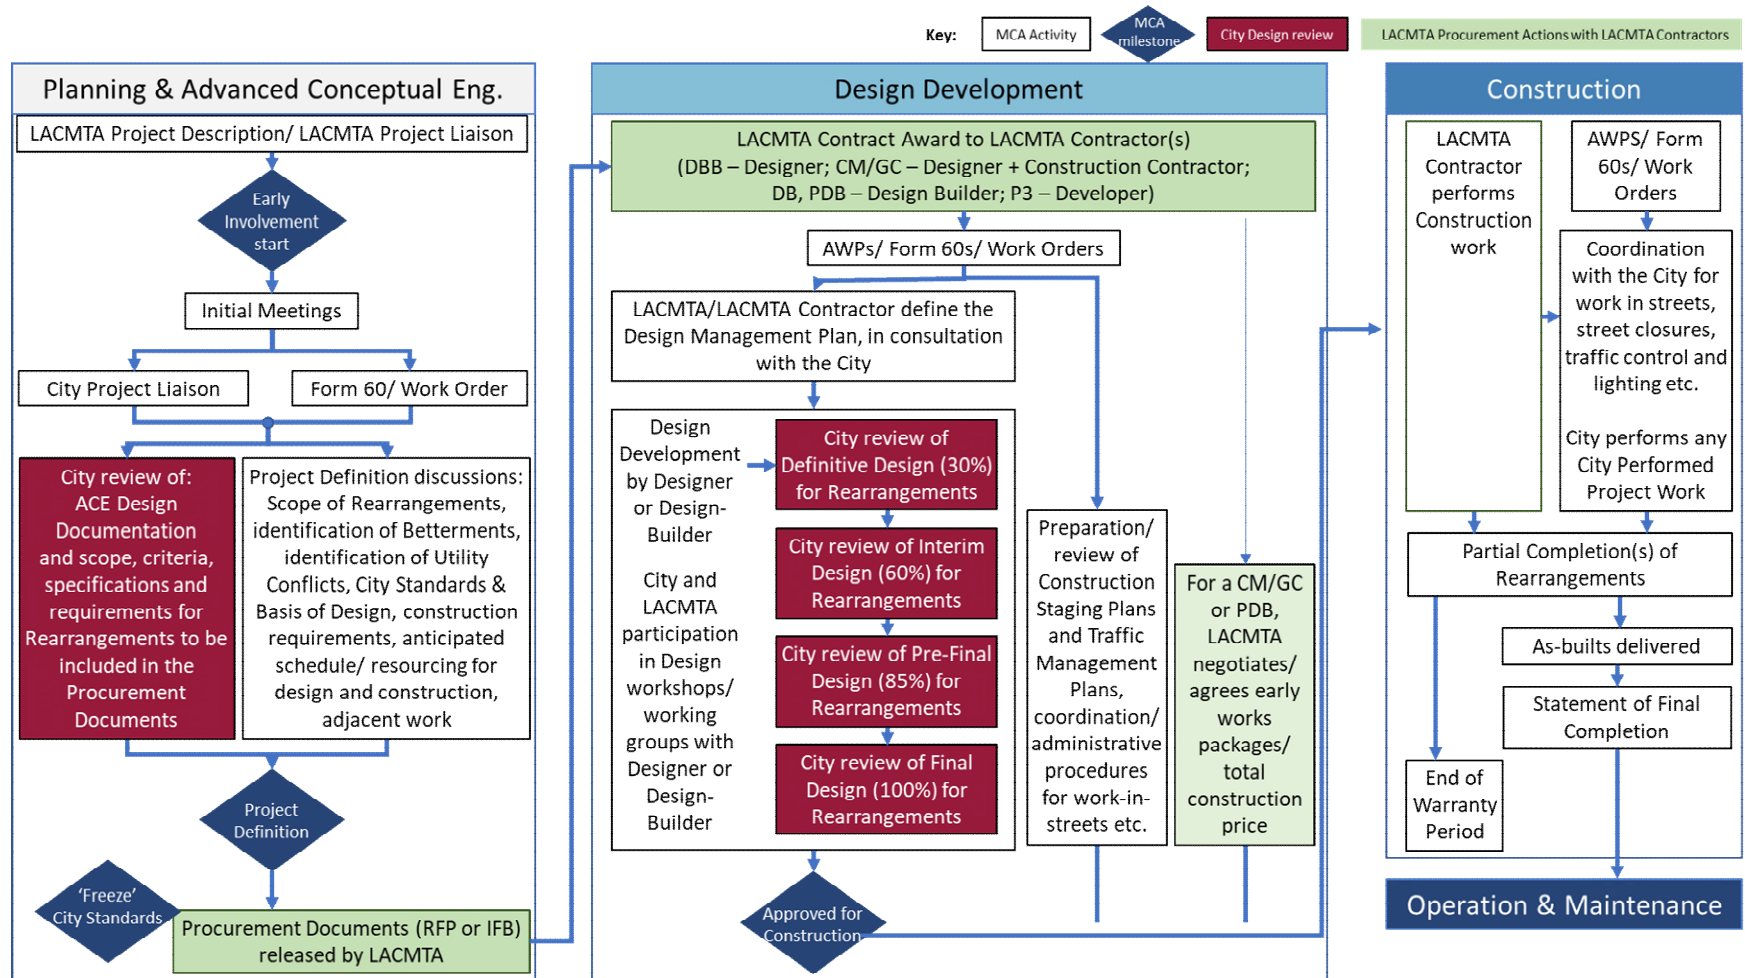 Key:
MCA Activity
MCA
milestone
City Design review
LACMTA Procurement Actions with LACMTA Contractors
Planning & Advanced Conceptual Eng.
LACMTA Project Description/ LACMTA Project Liaison
Early
Involvement
start
Initial Meetings
City Project Liaison
Form 60/ Work Order
City review of:
ACE Design
Documentation
and scope, criteria,
specifications and
requirements for
Rearrangements to be
included in the
Procurement
Documents
Project Definition discussions:
Scope of Rearrangements,
identification of Betterments,
identification of Utility
Conflicts, City Standards &
Basis of Design, construction
requirements, anticipated
schedule/ resourcing for
design and construction,
adjacent work
Project
Definition
‘Freeze’
City Standards
Procurement Documents (RFP or IFB)
released by LACMTA
Design Development
LACMTA Contract Award to LACMTA Contractor(s)
(DBB – Designer; CM/GC – Designer + Construction Contractor;
DB, PDB – Design Builder; P3 – Developer)
AWPs/ Form 60s/ Work Orders
LACMTA/LACMTA Contractor define the
Design Management Plan, in consultation
with the City
Design
Development
by Designer
or Design-
Builder
City and
LACMTA
participation
in Design
workshops/
working
groups with
Designer or
Design-
Builder
City review of
Definitive Design (30%)
for Rearrangements
City review of Interim
Design (60%) for
Rearrangements
City review of Pre-Final
Design (85%) for
Rearrangements
City review of Final
Design (100%) for
Rearrangements
Approved for
Construction
Preparation/
review of
Construction
Staging Plans
and Traffic
Management
Plans,
coordination/
administrative
procedures
for work-in-
streets etc.
For a CM/GC
or PDB,
LACMTA
negotiates/
agrees early
works
packages/
total
construction
price
Construction
LACMTA
Contractor
performs
Construction
work
AWPS/ Form
60s/ Work
Orders
Coordination
with the City for
work in streets,
street closures,
traffic control and
lighting etc.
City performs any
City Performed
Project Work
Partial Completion(s) of
Rearrangements
As-builts delivered
Statement of Final
Completion
End of
Warranty
Period
Operation & Maintenance